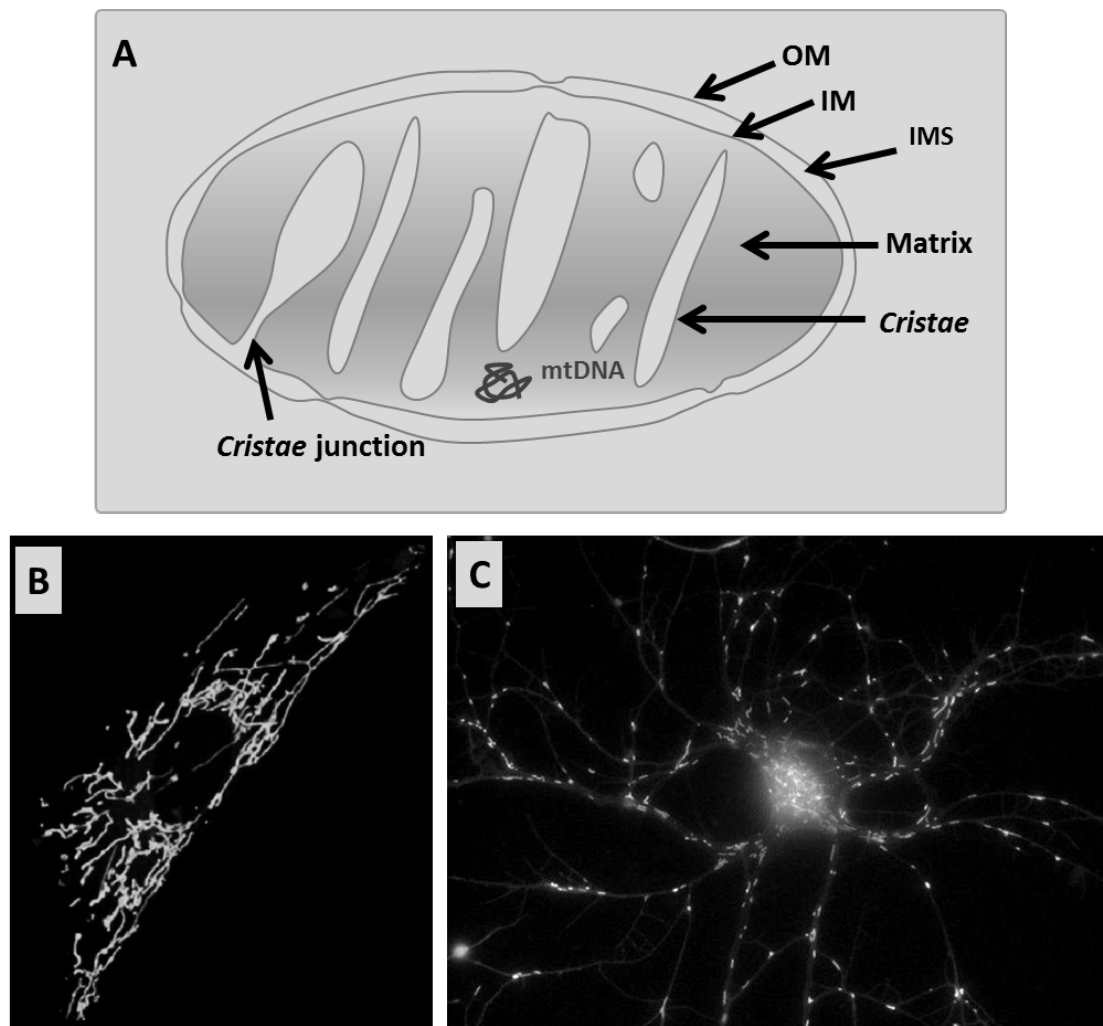 A
OM
IM
IMS
Matrix
Cristae
mtDNA
Cristae junction
B
C